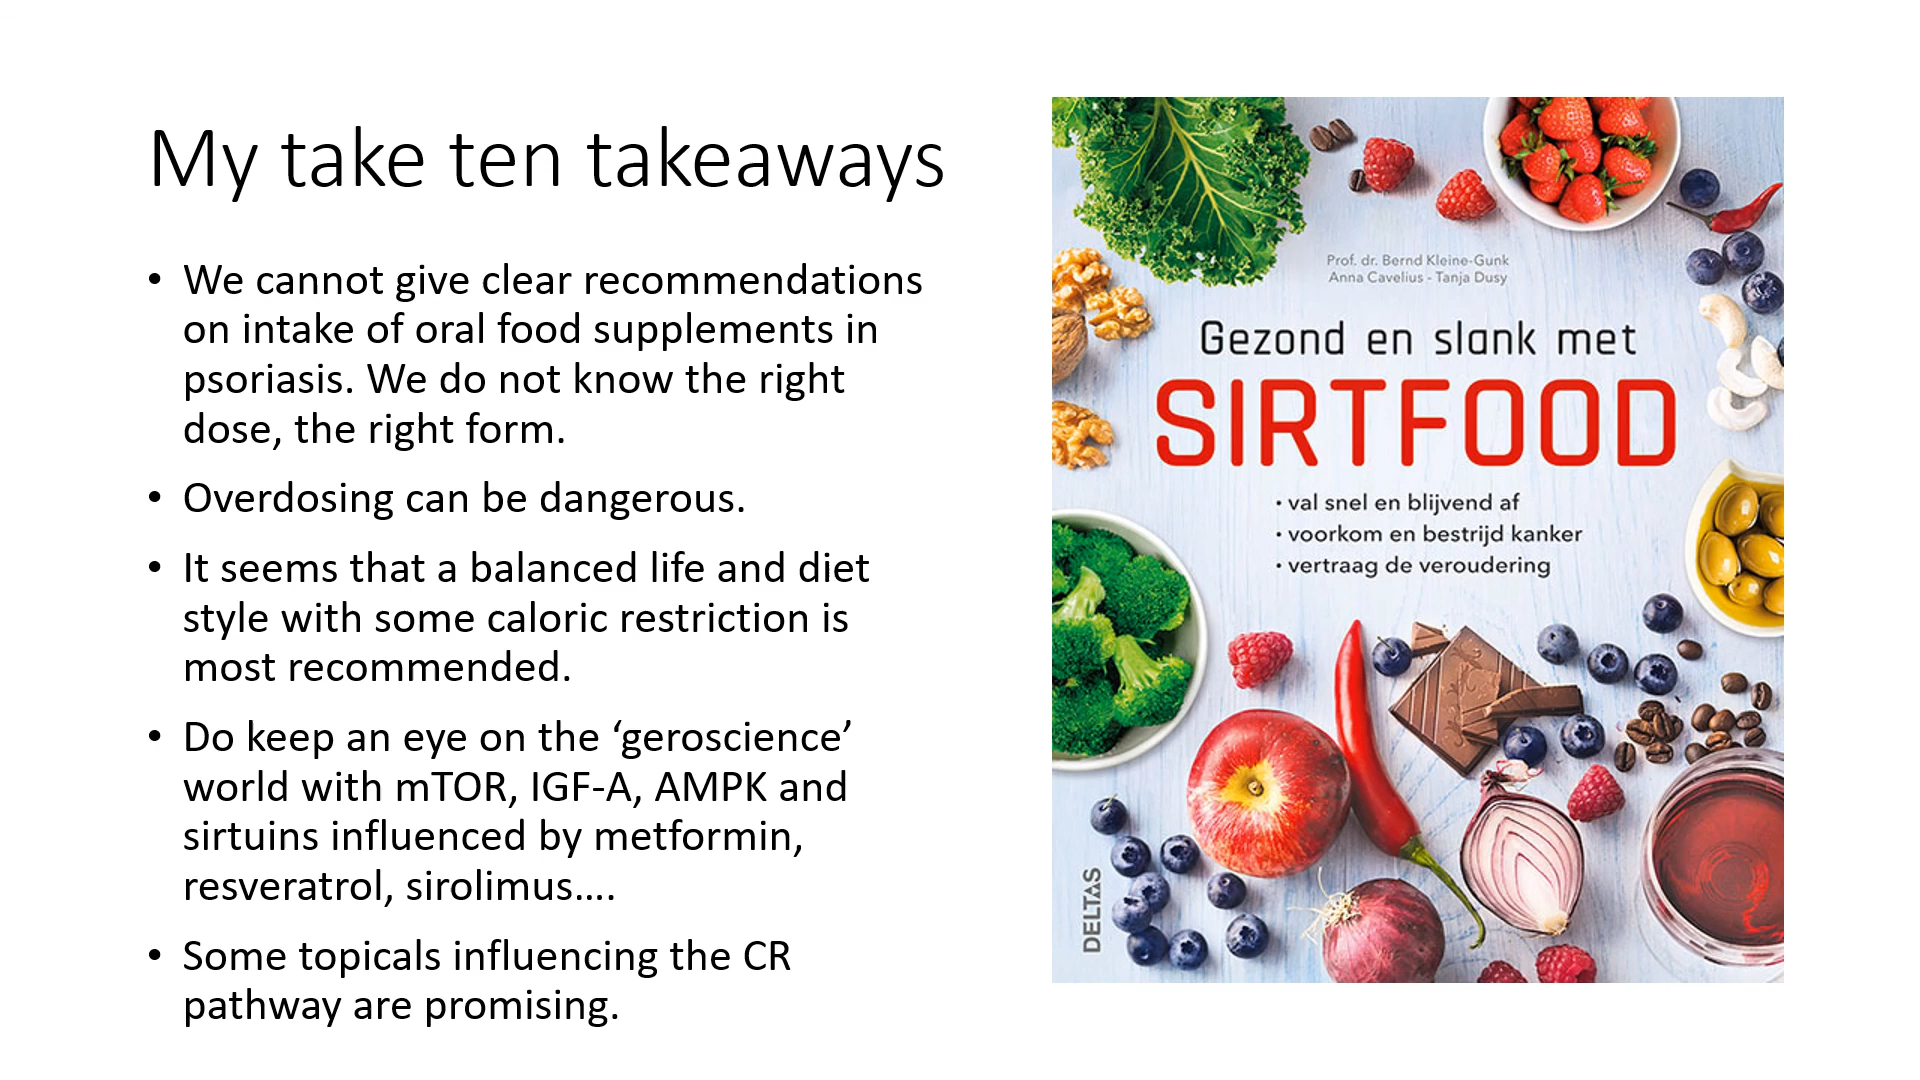 My take ten takeaways
• We cannot give clear recommendations
on intake of oral food supplements in
psoriasis. We do not know the right
dose, the right form.
• Overdosing can be dangerous.
• It seems that a balanced life and diet
style with some caloric restriction is
most recommended.
• Do keep an eye on the ‘geroscience’
world with mTOR, IGF-A, AMPK and
sirtuins influenced by metformin,
resveratrol, sirolimus....
• Some topicals influencing the CR
pathway are promising.
Prof. dr. Bernd Kleine-Gunk
Anna Cavelius - Tanja Dusy
Gezond en slank met
SIRTFOOD
• val snel en blijvend af
• voorkom en bestrijd kanker
• vertraag de veroudering
DELTAS